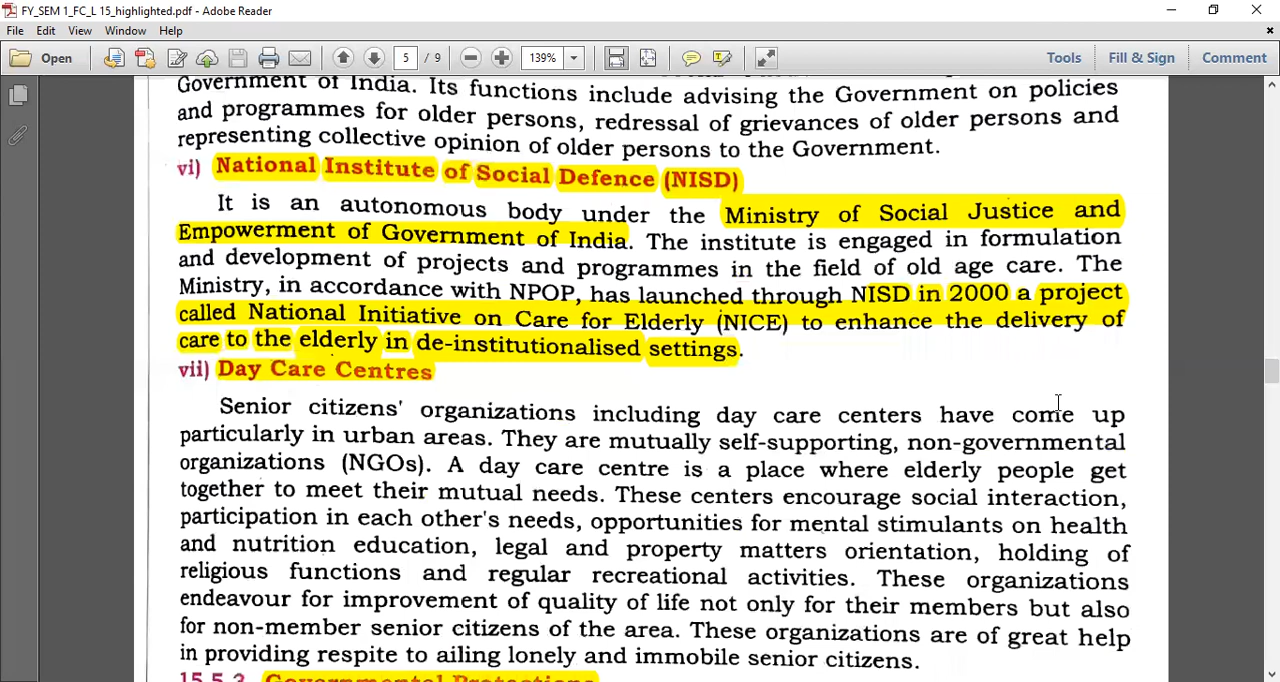 FY_SEM 1_FC_L 15_highlighted.pdf - Adobe Reader
File Edit View Window Help
Open 5 / 9 139% Tools Fill & Sign Comment
Government of India. Its functions include advising the Government on policies
and programmes for older persons, redressal of grievances of older persons and
representing collective opinion of older persons to the Government.
vi) National Institute of Social Defence (NISD)
It is an autonomous body under the Ministry of Social Justice and
Empowerment of Government of India. The institute is engaged in formulation
and development of projects and programmes in the field of old age care. The
Ministry, in accordance with NPOP, has launched through NISD in 2000 a project
called National Initiative on Care for Elderly (NICE) to enhance the delivery of
care to the elderly in de-institutionalised settings.
vii) Day Care Centres
Senior citizens' organizations including day care centers have come up
particularly in urban areas. They are mutually self-supporting, non-governmental
organizations (NGOs). A day care centre is a place where elderly people get
together to meet their mutual needs. These centers encourage social interaction,
participation in each other's needs, opportunities for mental stimulants on health
and nutrition education, legal and property matters orientation, holding of
religious functions and regular recreational activities. These organizations
endeavour for improvement of quality of life not only for their members but also
for non-member senior citizens of the area. These organizations are of great help
in providing respite to ailing lonely and immobile senior citizens.
15.5.3 Governmental Protections